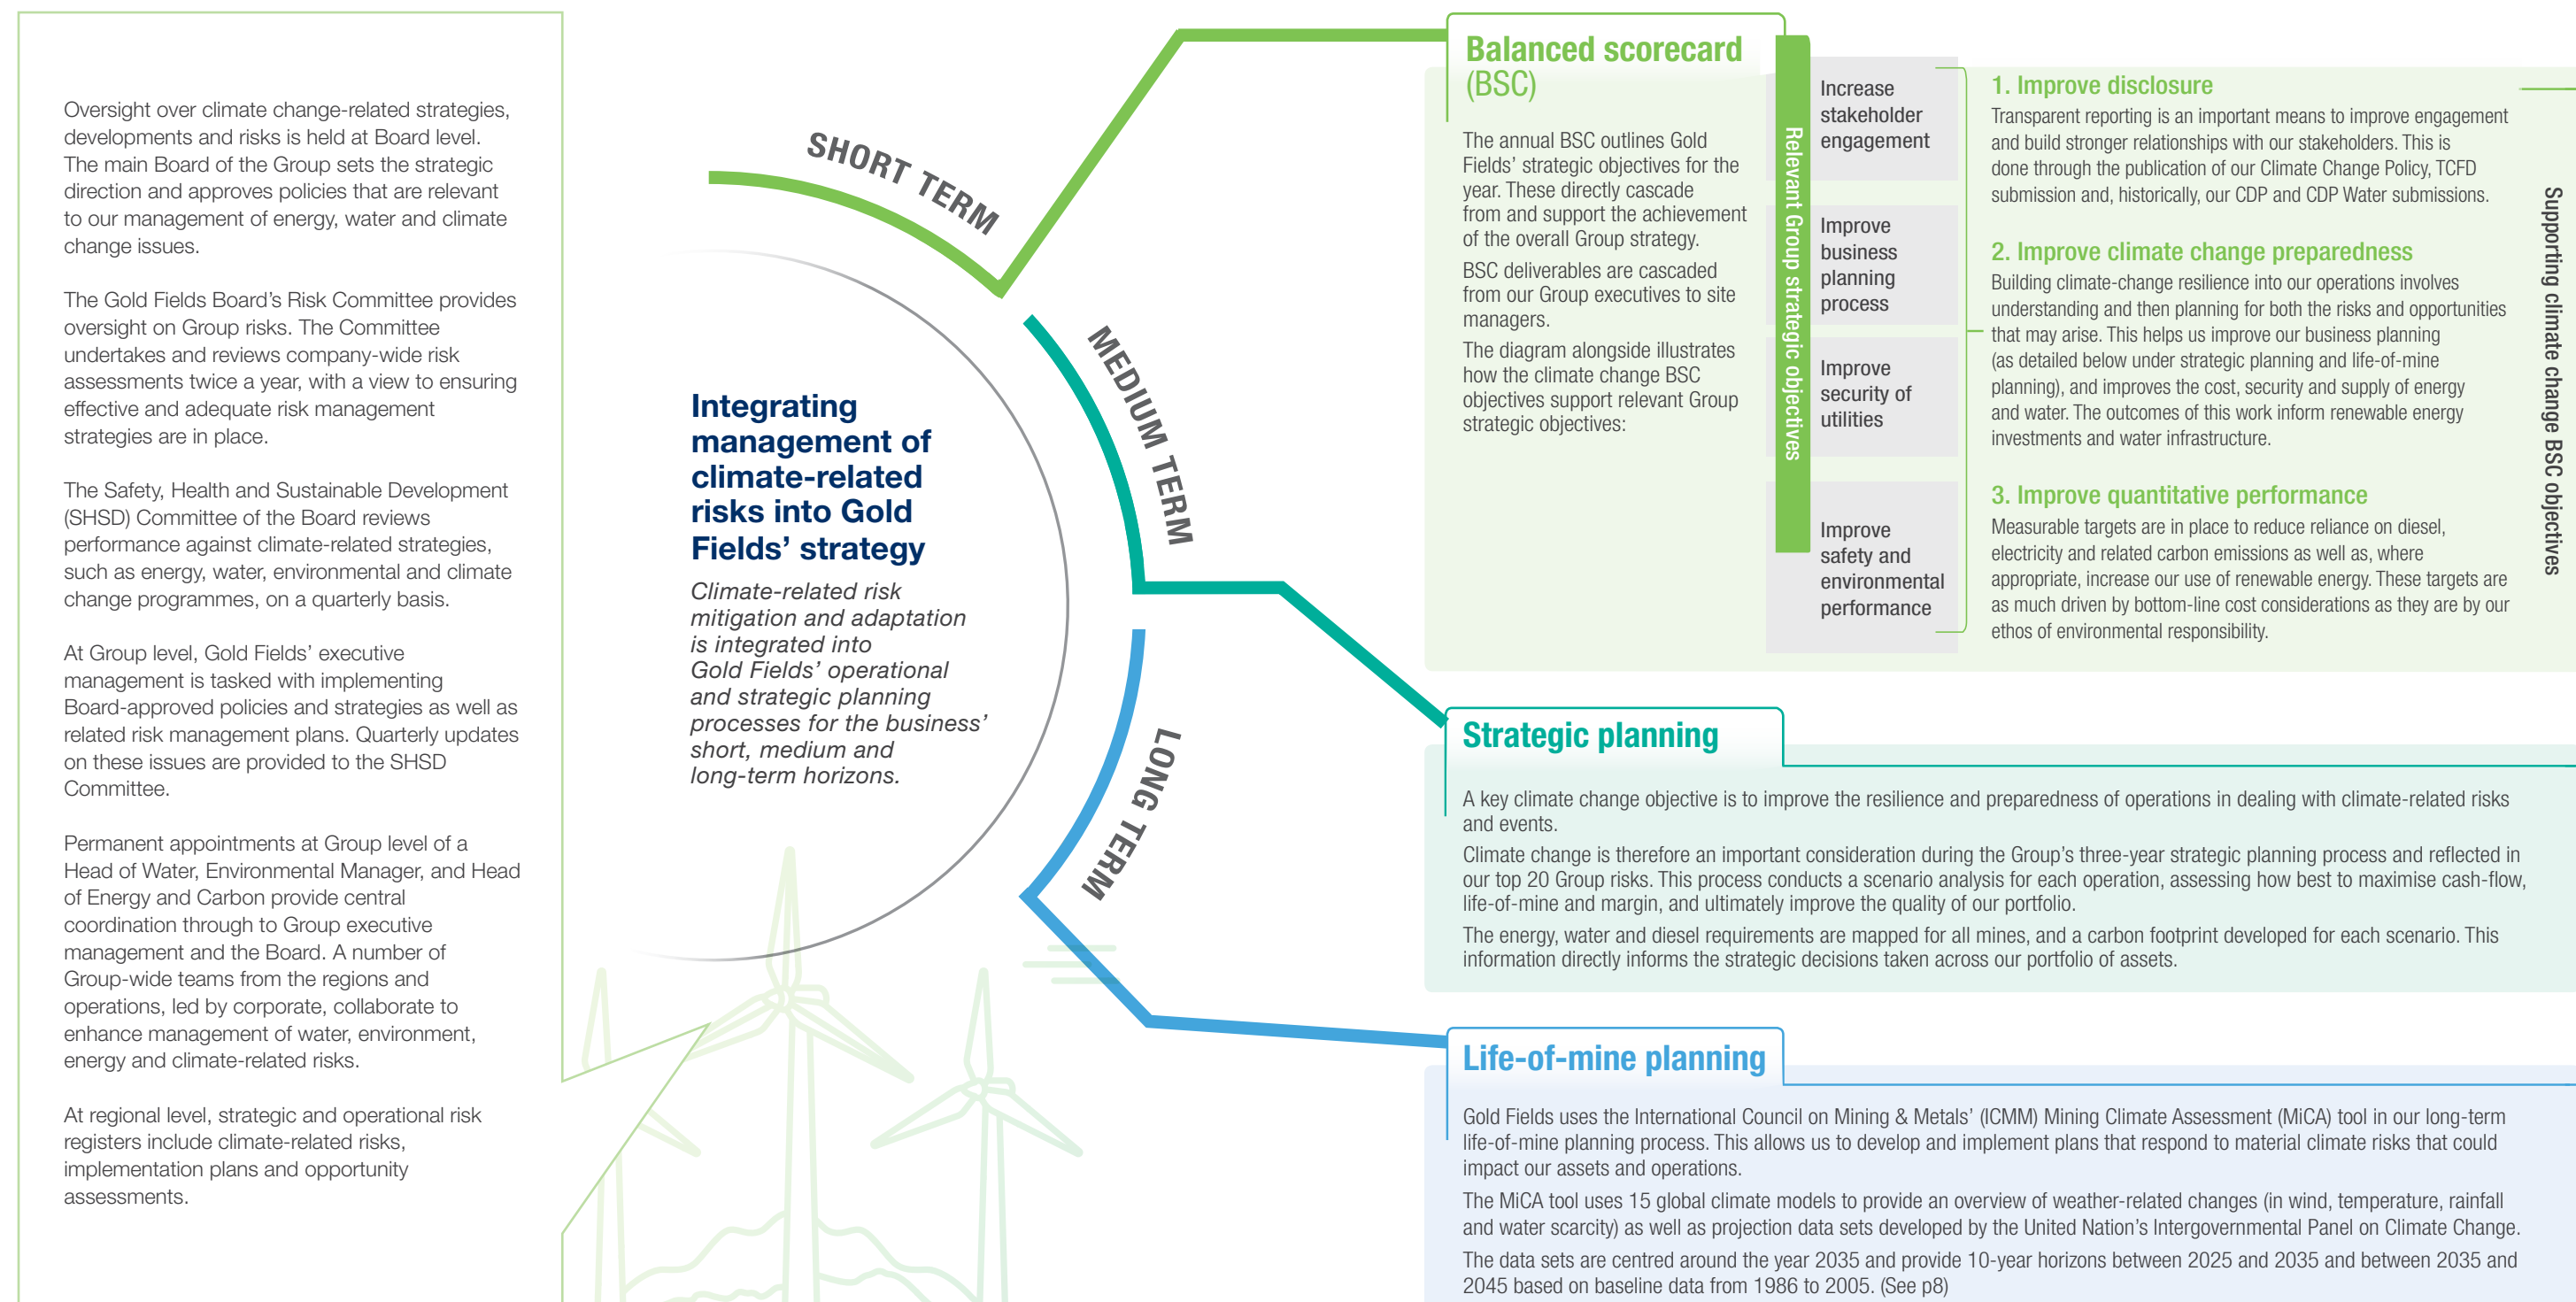 Oversight over climate change-related strategies,
developments and risks is held at Board level.
The main Board of the Group sets the strategic
direction and approves policies that are relevant
to our management of energy, water and climate
change issues.
The Gold Fields Board's Risk Committee provides
oversight on Group risks. The Committee
undertakes and reviews company-wide risk
assessments twice a year, with a view to ensuring
effective and adequate risk management
strategies are in place.
The Safety, Health and Sustainable Development
(SHSD) Committee of the Board reviews
performance against climate-related strategies,
such as energy, water, environmental and climate
change programmes, on a quarterly basis.
At Group level, Gold Fields' executive
management is tasked with implementing
Board-approved policies and strategies as well as
related risk management plans. Quarterly updates
on these issues are provided to the SHSD
Committee.
Permanent appointments at Group level of a
Head of Water, Environmental Manager, and Head
of Energy and Carbon provide central
coordination through to Group executive
management and the Board. A number of
Group-wide teams from the regions and
operations, led by corporate, collaborate to
enhance management of water, environment,
energy and climate-related risks.
At regional level, strategic and operational risk
registers include climate-related risks,
implementation plans and opportunity
assessments.
Integrating
management of
climate-related
risks into Gold
Fields' strategy
Climate-related risk
mitigation and adaptation
is integrated into
Gold Fields' operational
and strategic planning
processes for the business'
short, medium and
long-term horizons.
SHORT TERM
MEDIUM TERM
LONG TERM
Balanced scorecard
(BSC)
The annual BSC outlines Gold
Fields' strategic objectives for the
year. These directly cascade
from and support the achievement
of the overall Group strategy.
BSC deliverables are cascaded
from our Group executives to site
managers.
The diagram alongside illustrates
how the climate change BSC
objectives support relevant Group
strategic objectives:
Relevant Group strategic objectives
Increase
stakeholder
engagement
Improve
business
planning
process
Improve
security of
utilities
Improve
safety and
environmental
performance
1. Improve disclosure
Transparent reporting is an important means to improve engagement
and build stronger relationships with our stakeholders. This is
done through the publication of our Climate Change Policy, TCFD
submission and, historically, our CDP and CDP Water submissions.
2. Improve climate change preparedness
Building climate-change resilience into our operations involves
understanding and then planning for both the risks and opportunities
that may arise. This helps us improve our business planning
(as detailed below under strategic planning and life-of-mine
planning), and improves the cost, security and supply of energy
and water. The outcomes of this work inform renewable energy
investments and water infrastructure.
3. Improve quantitative performance
Measurable targets are in place to reduce reliance on diesel,
electricity and related carbon emissions as well as, where
appropriate, increase our use of renewable energy. These targets are
as much driven by bottom-line cost considerations as they are by our
ethos of environmental responsibility.
Supporting climate change BSC objectives
Strategic planning
A key climate change objective is to improve the resilience and preparedness of operations in dealing with climate-related risks
and events.
Climate change is therefore an important consideration during the Group's three-year strategic planning process and reflected in
our top 20 Group risks. This process conducts a scenario analysis for each operation, assessing how best to maximise cash-flow,
life-of-mine and margin, and ultimately improve the quality of our portfolio.
The energy, water and diesel requirements are mapped for all mines, and a carbon footprint developed for each scenario. This
information directly informs the strategic decisions taken across our portfolio of assets.
Life-of-mine planning
Gold Fields uses the International Council on Mining & Metals' (ICMM) Mining Climate Assessment (MiCA) tool in our long-term
life-of-mine planning process. This allows us to develop and implement plans that respond to material climate risks that could
impact our assets and operations.
The MiCA tool uses 15 global climate models to provide an overview of weather-related changes (in wind, temperature, rainfall
and water scarcity) as well as projection data sets developed by the United Nation's Intergovernmental Panel on Climate Change.
The data sets are centred around the year 2035 and provide 10-year horizons between 2025 and 2035 and between 2035 and
2045 based on baseline data from 1986 to 2005. (See p8)